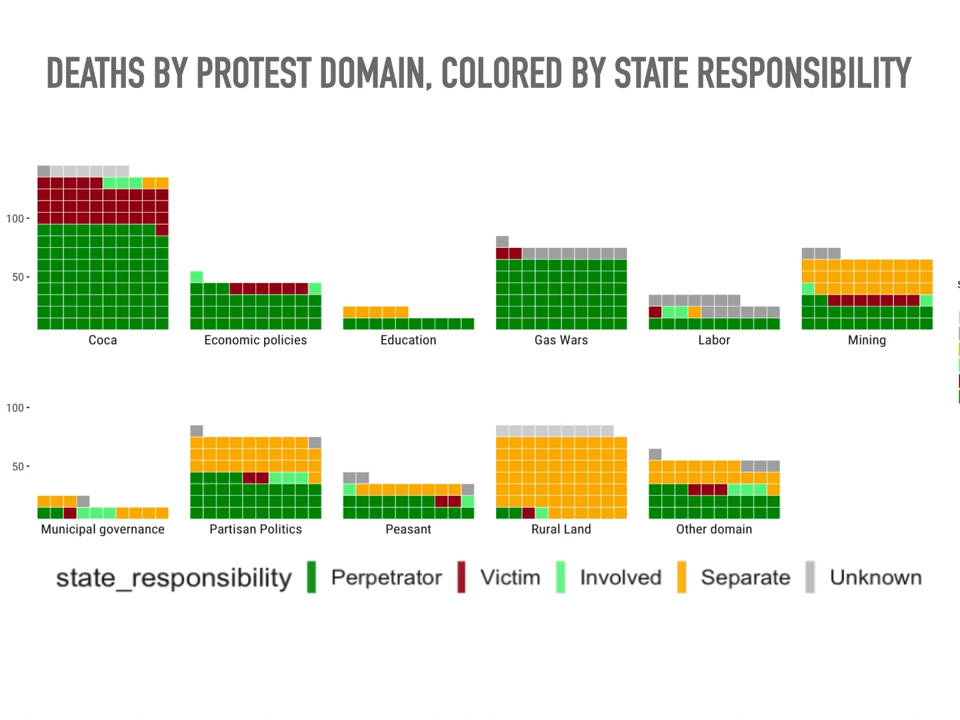 DEATHS BY PROTEST DOMAIN, COLORED BY STATE RESPONSIBILITY
100
50
Coca Economic policies Education Gas Wars Labor Mining
s
100
50
Municipal governance Partisan Politics Peasant Rural Land Other domain
state_responsibility Perpetrator Victim Involved Separate Unknown